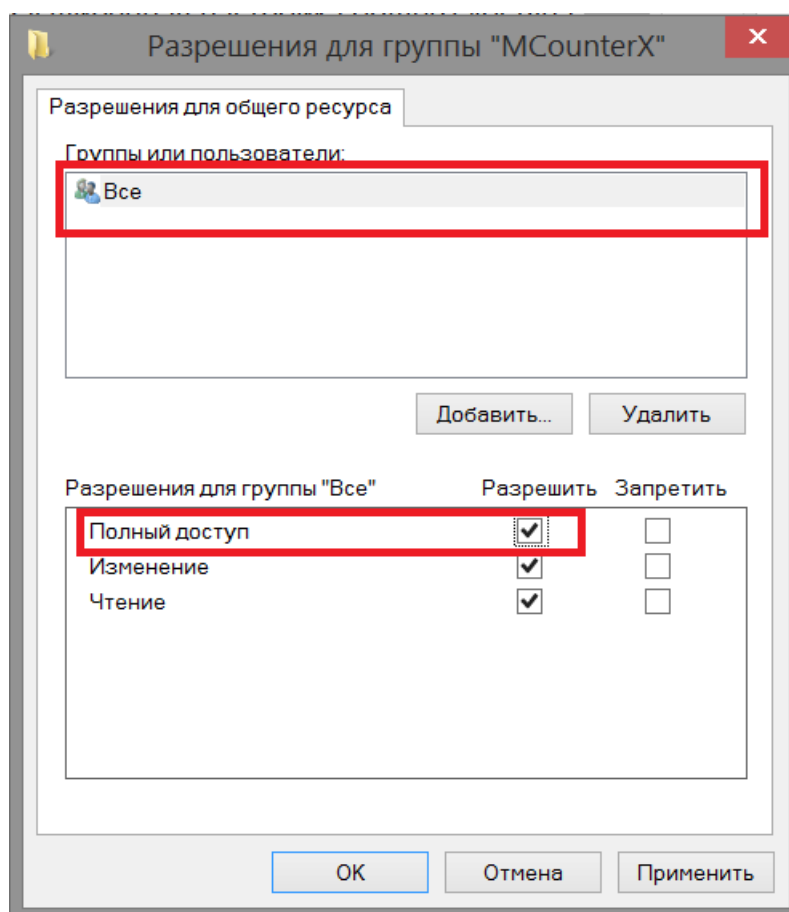 Разрешения для группы "MCounterX"
Разрешения для общего ресурса
Группы или пользователи:
Все
Добавить... Удалить
Разрешения для группы "Все" Разрешить Запретить
Полный доступ
Изменение
Чтение
ОК Отмена Применить